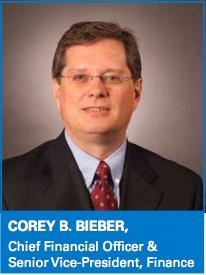 COREY B. BIEBER,
Chief Financial Officer &
Senior Vice-President, Finance